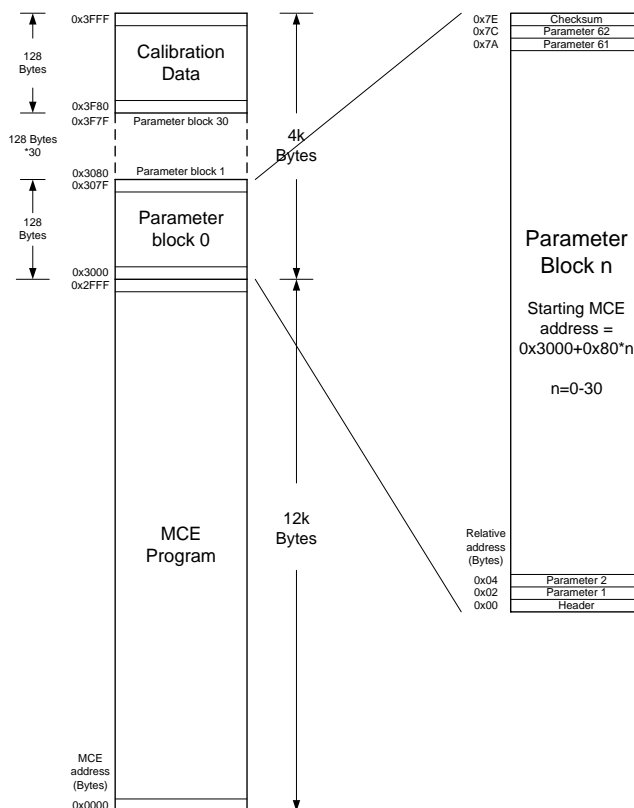 0x3FFF
Calibration
Data
128
Bytes
0x3F80
0x3F7F
Parameter block 30
128 Bytes
*30
4k
Bytes
0x3080
Parameter block 1
0x307F
Parameter
block 0
128
Bytes
0x3000
0x2FFF
MCE
Program
12k
Bytes
MCE
address
(Bytes)
0x0000
0x7E
Checksum
0x7C
Parameter 62
0x7A
Parameter 61
Parameter
Block n
Starting MCE
address =
0x3000+0x80*n
n=0-30
Relative
address
(Bytes)
0x04
Parameter 2
0x02
Parameter 1
0x00
Header